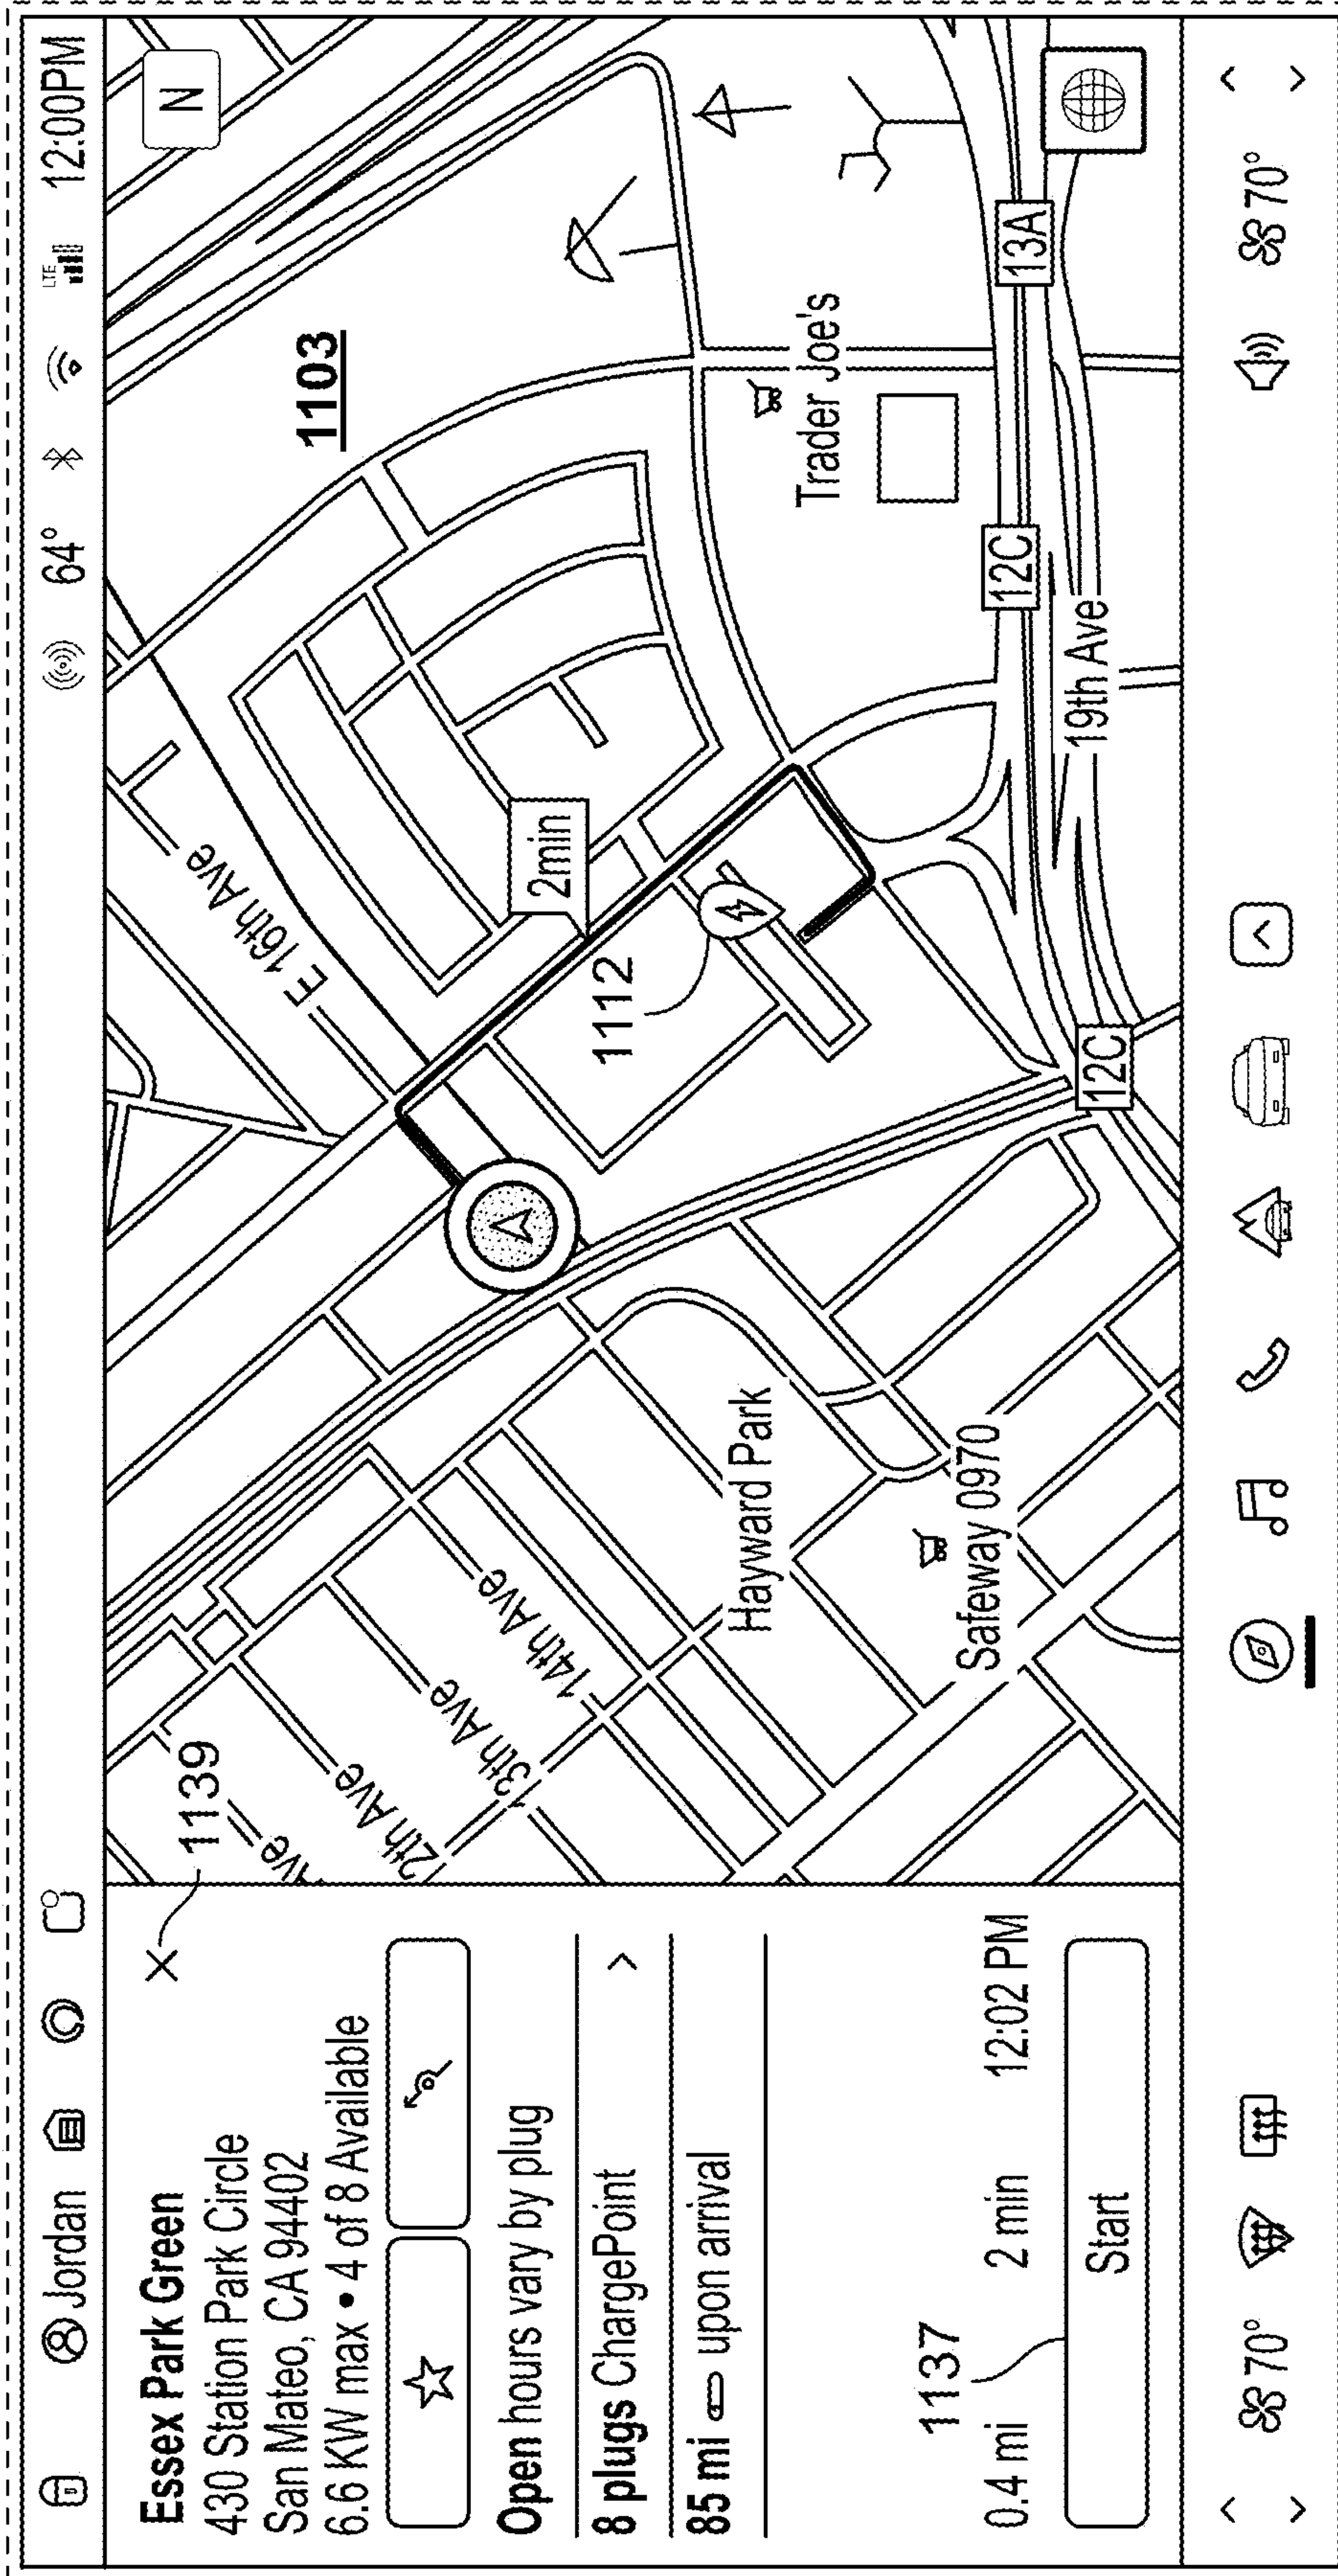 Jordan
64°
LTE
12:00PM
Essex Park Green
430 Station Park Circle
San Mateo, CA 94402
6.6 KW max • 4 of 8 Available
Open hours vary by plug
8 plugs ChargePoint
85 mi upon arrival
1137
0.4 mi 2 min 12:02 PM
Start
1139
N
1103
E 16th Ave
Ave
12th Ave
13th Ave
14th Ave
2min
1112
Hayward Park
Trader Joe's
Safeway 0970
12C
12C
13A
19th Ave
70°
70°